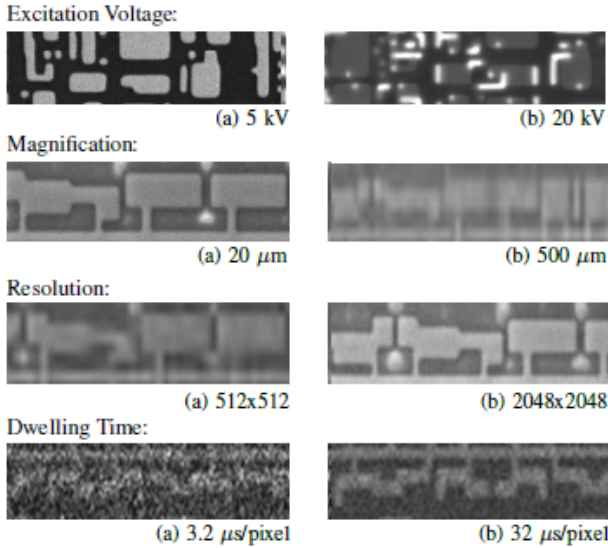 Excitation Voltage:
(a) 5 kV
(b) 20 kV
Magnification:
(a) 20 μm
(b) 500 μm
Resolution:
(a) 512x512
(b) 2048x2048
Dwelling Time:
(a) 3.2 μs/pixel
(b) 32 μs/pixel